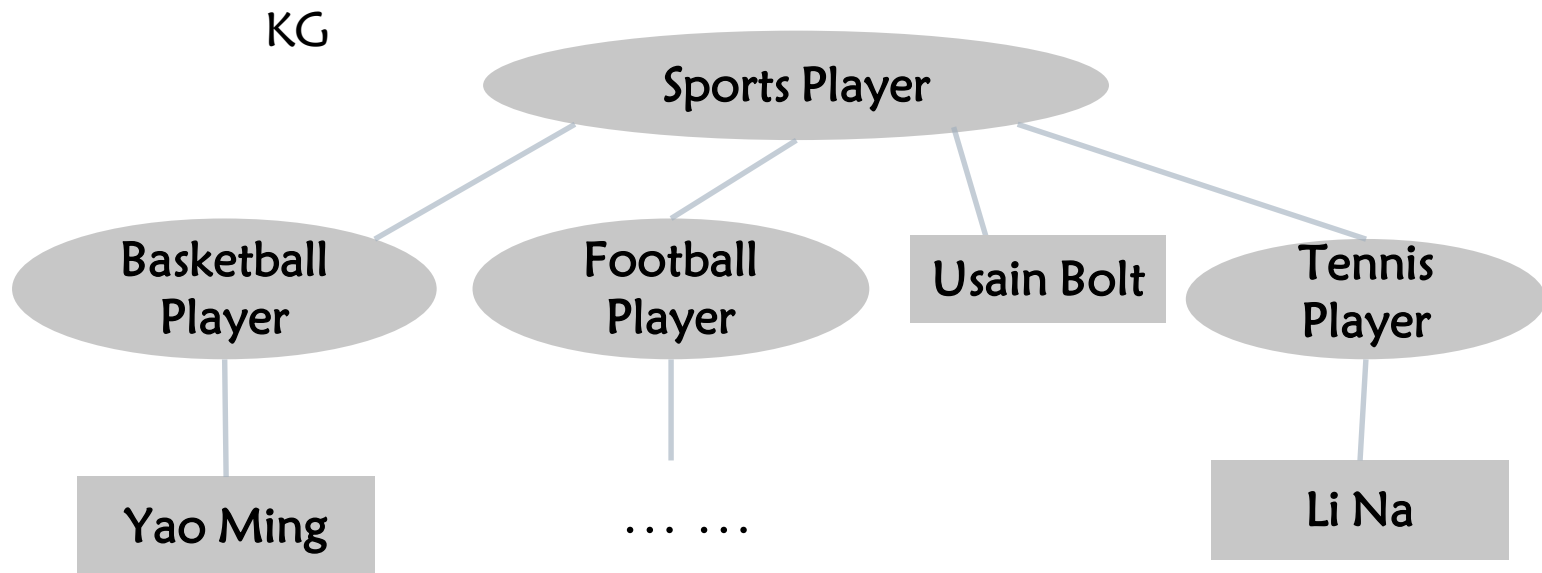 KG
Sports Player
Basketball
Player
Football
Player
Usain Bolt
Tennis
Player
Yao Ming
... ...
Li Na